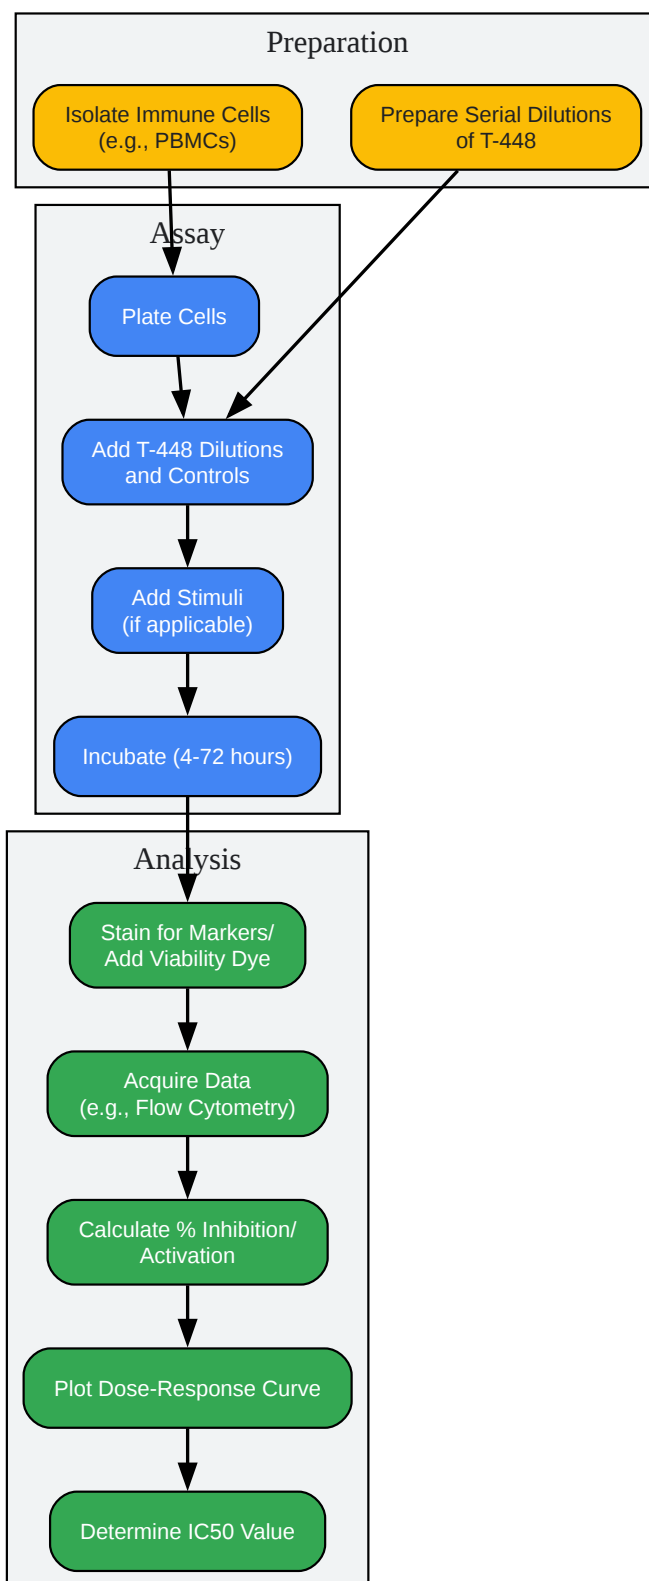 Preparation
Isolate Immune Cells
(e.g., PBMCs)
Prepare Serial Dilutions
of T-448
Assay
Plate Cells
Add T-448 Dilutions
and Controls
Add Stimuli
(if applicable)
Incubate (4-72 hours)
Analysis
Stain for Markers/
Add Viability Dye
Acquire Data
(e.g., Flow Cytometry)
Calculate % Inhibition/
Activation
Plot Dose-Response Curve
Determine IC50 Value